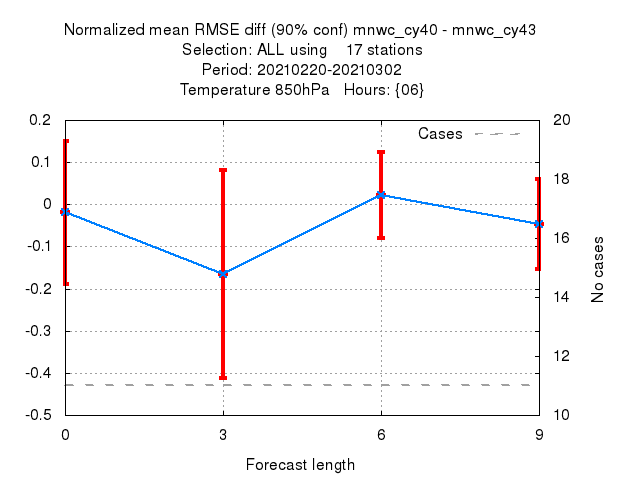 Normalized mean RMSE diff (90% conf) mnwc_cy40 - mnwc_cy43
Selection: ALL using 17 stations
Period: 20210220-20210302
Temperature 850hPa Hours: {06}
Cases
0.2
0.1
0
-0.1
-0.2
-0.3
-0.4
-0.5
20
18
16
14
12
10
No cases
0 3 6 9
Forecast length